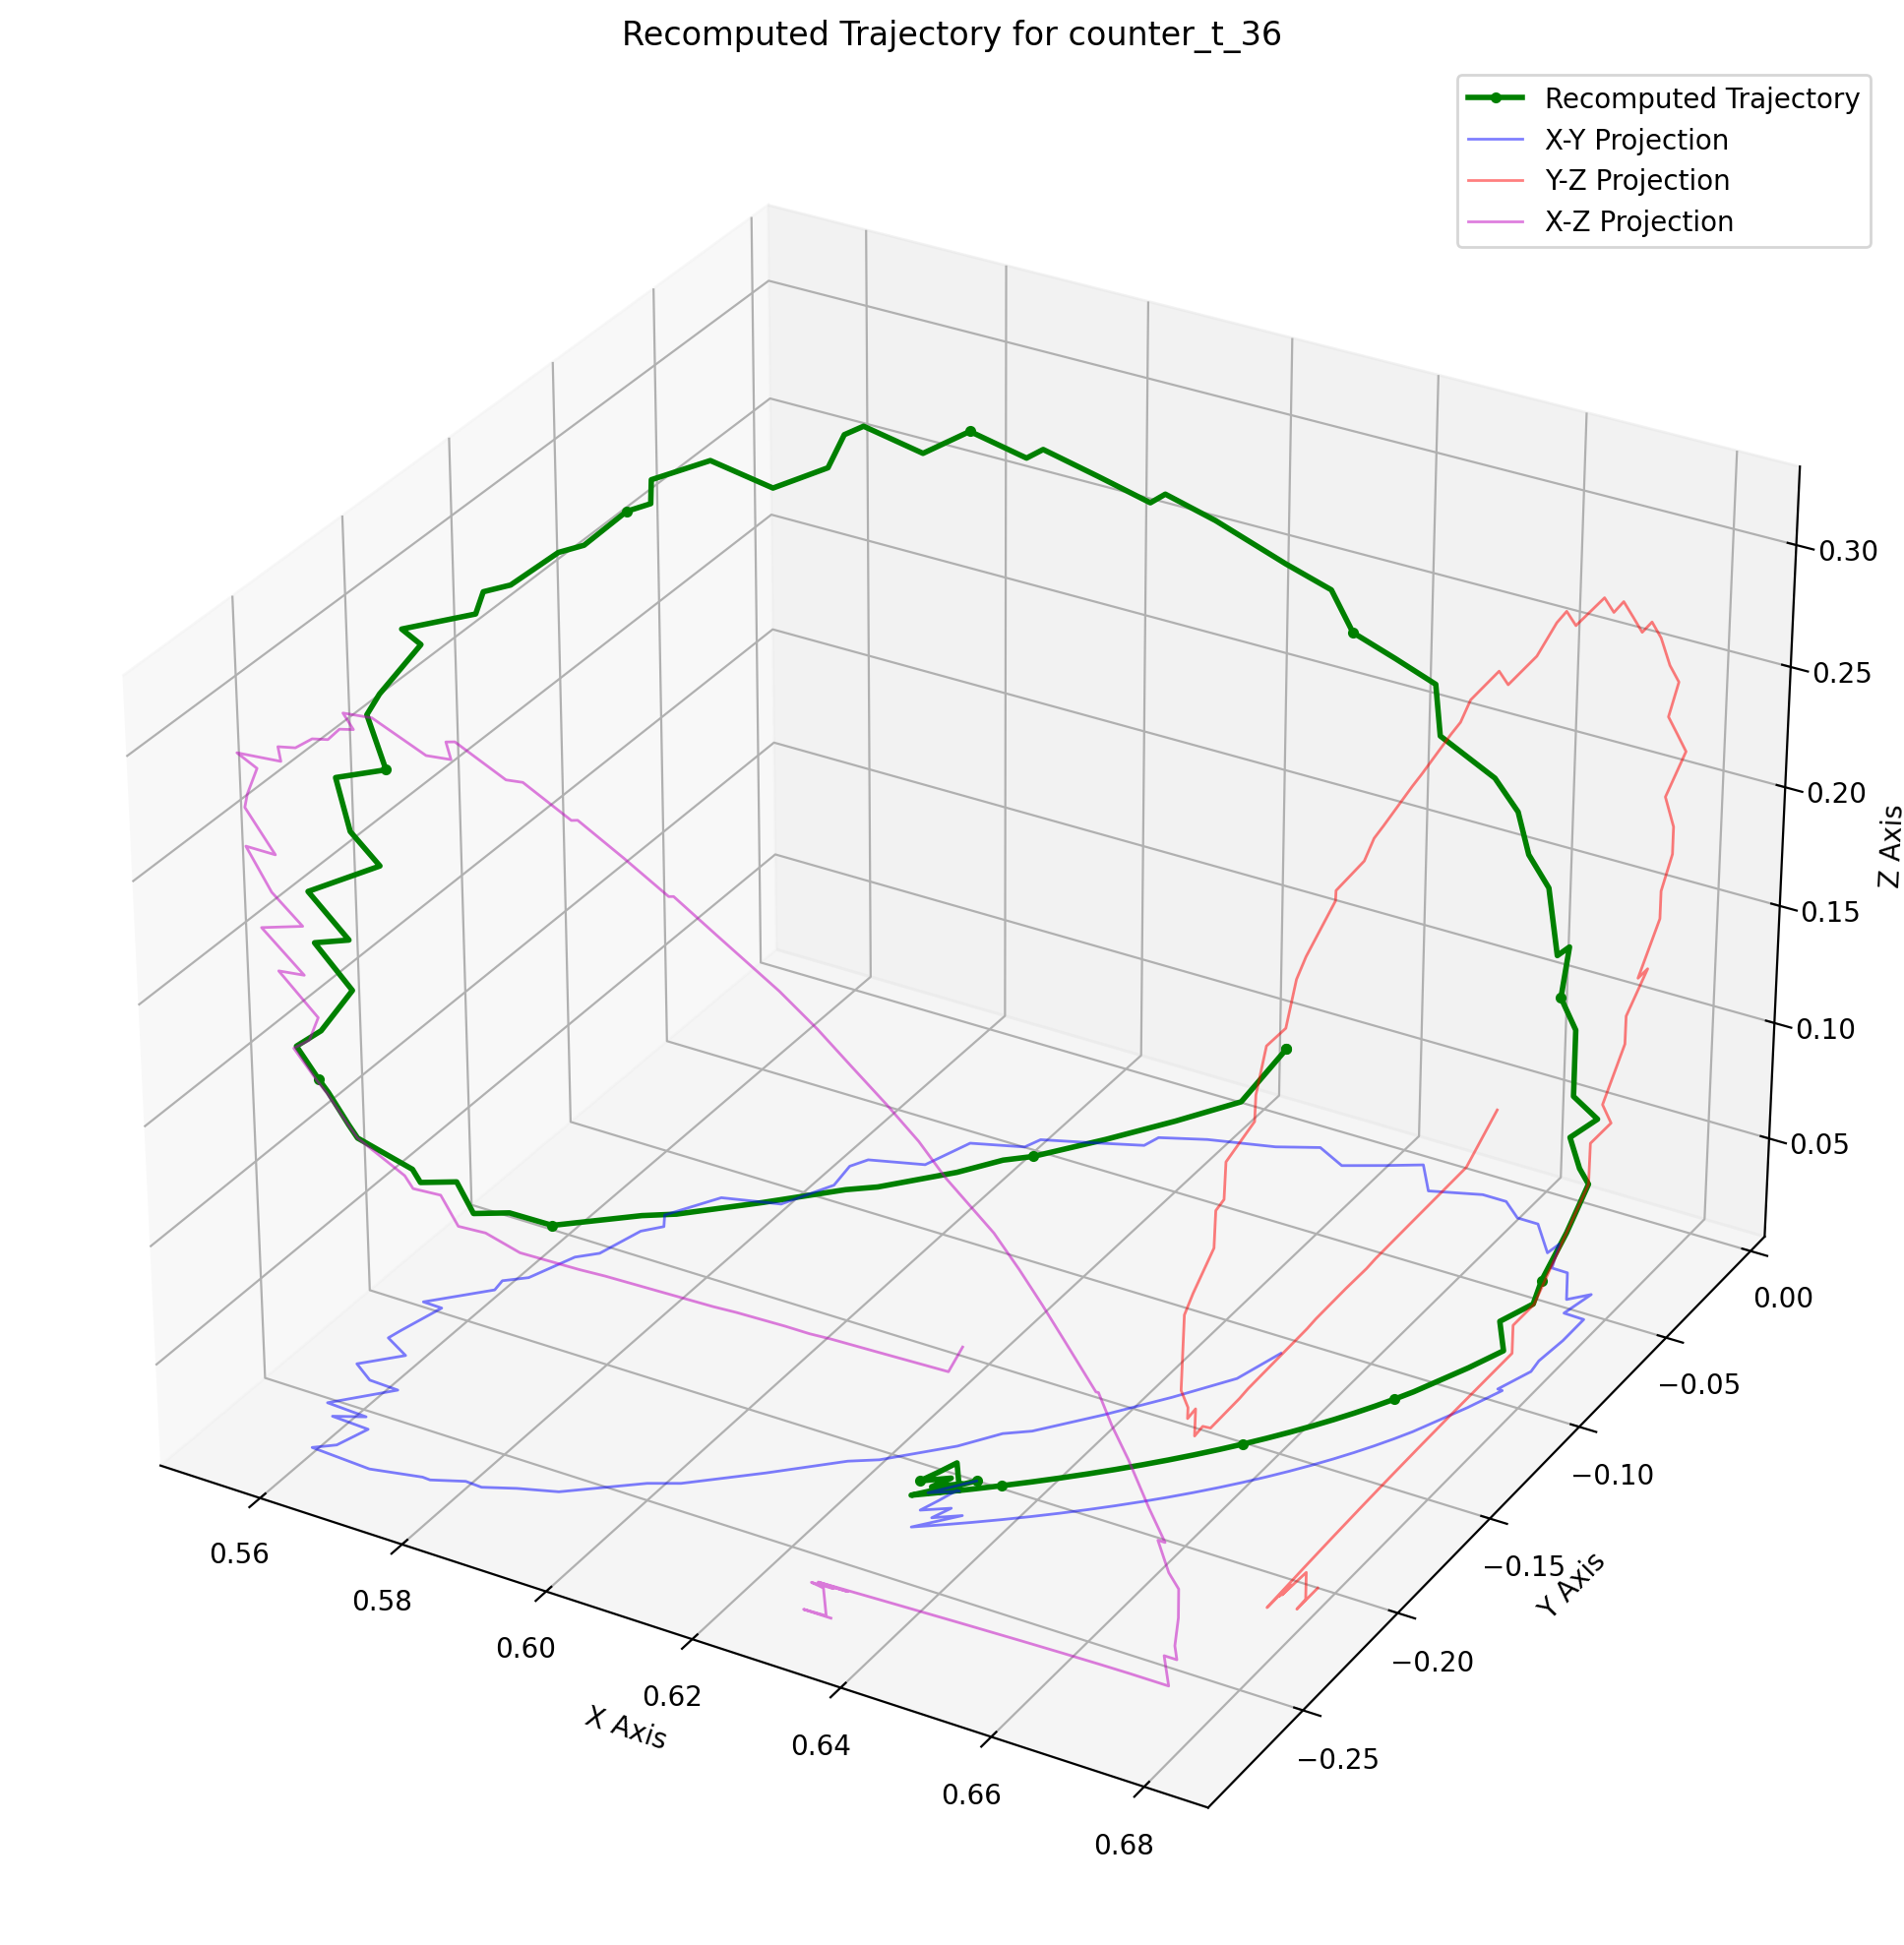 Recomputed Trajectory for counter_t_36
Recomputed Trajectory
X-Y Projection
Y-Z Projection
X-Z Projection
0.30
0.25
0.20
0.15
0.10
0.05
Z Axis
0.00
−0.05
−0.10
−0.15
−0.20
−0.25
Y Axis
0.56
0.58
0.60
0.62
0.64
0.66
0.68
X Axis